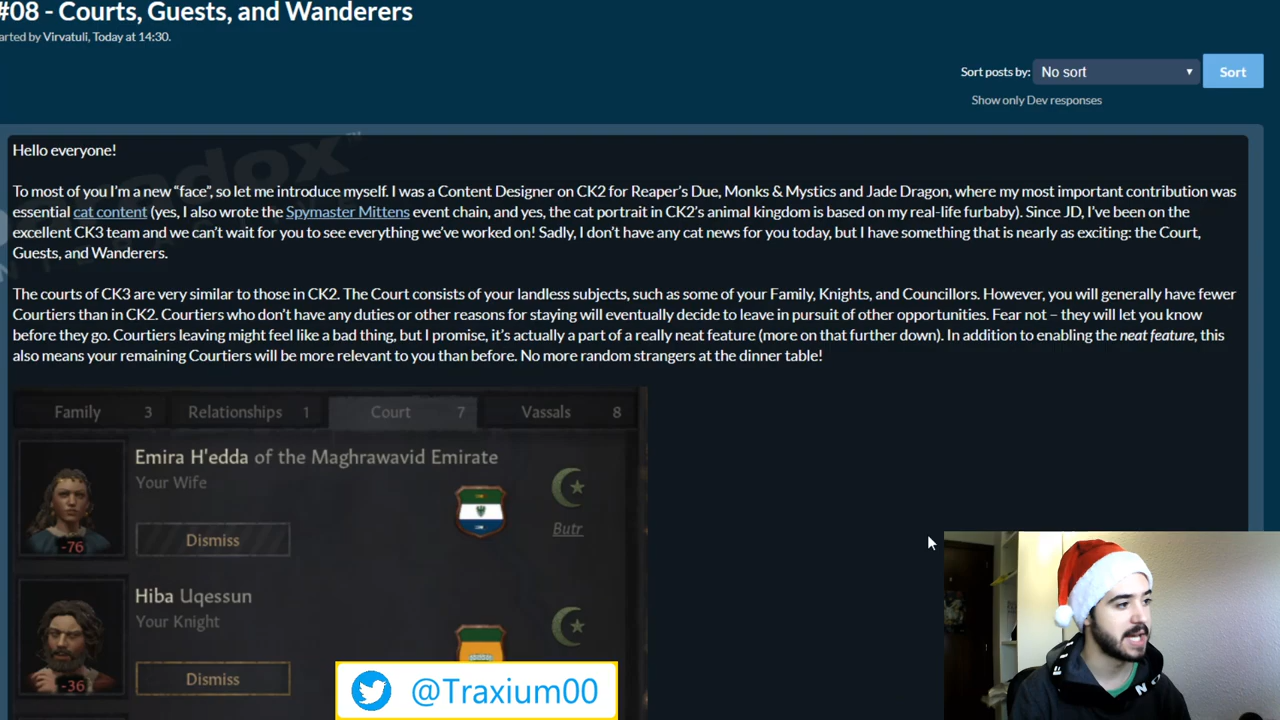 #08 - Courts, Guests, and Wanderers
arted by Virvatuli, Today at 14:30.
Sort posts by:
No sort
Sort
Show only Dev responses
Hello everyone!
To most of you I'm a new “face”, so let me introduce myself. I was a Content Designer on CK2 for Reaper's Due, Monks & Mystics and Jade Dragon, where my most important contribution was
essential cat content (yes, I also wrote the Spymaster Mittens event chain, and yes, the cat portrait in CK2's animal kingdom is based on my real-life furbaby). Since JD, I've been on the
excellent CK3 team and we can't wait for you to see everything we've worked on! Sadly, I don't have any cat news for you today, but I have something that is nearly as exciting: the Court,
Guests, and Wanderers.
The courts of CK3 are very similar to those in CK2. The Court consists of your landless subjects, such as some of your Family, Knights, and Councillors. However, you will generally have fewer
Courtiers than in CK2. Courtiers who don't have any duties or other reasons for staying will eventually decide to leave in pursuit of other opportunities. Fear not – they will let you know
before they go. Courtiers leaving might feel like a bad thing, but I promise, it's actually a part of a really neat feature (more on that further down). In addition to enabling the neat feature, this
also means your remaining Courtiers will be more relevant to you than before. No more random strangers at the dinner table!
Family 3 Relationships 1 Court 7 Vassals 8
Emira H'edda of the Maghrawavid Emirate
Your Wife
Butr
Dismiss
-76
Hiba Uqessun
Your Knight
Dismiss
-36
@Traxium00